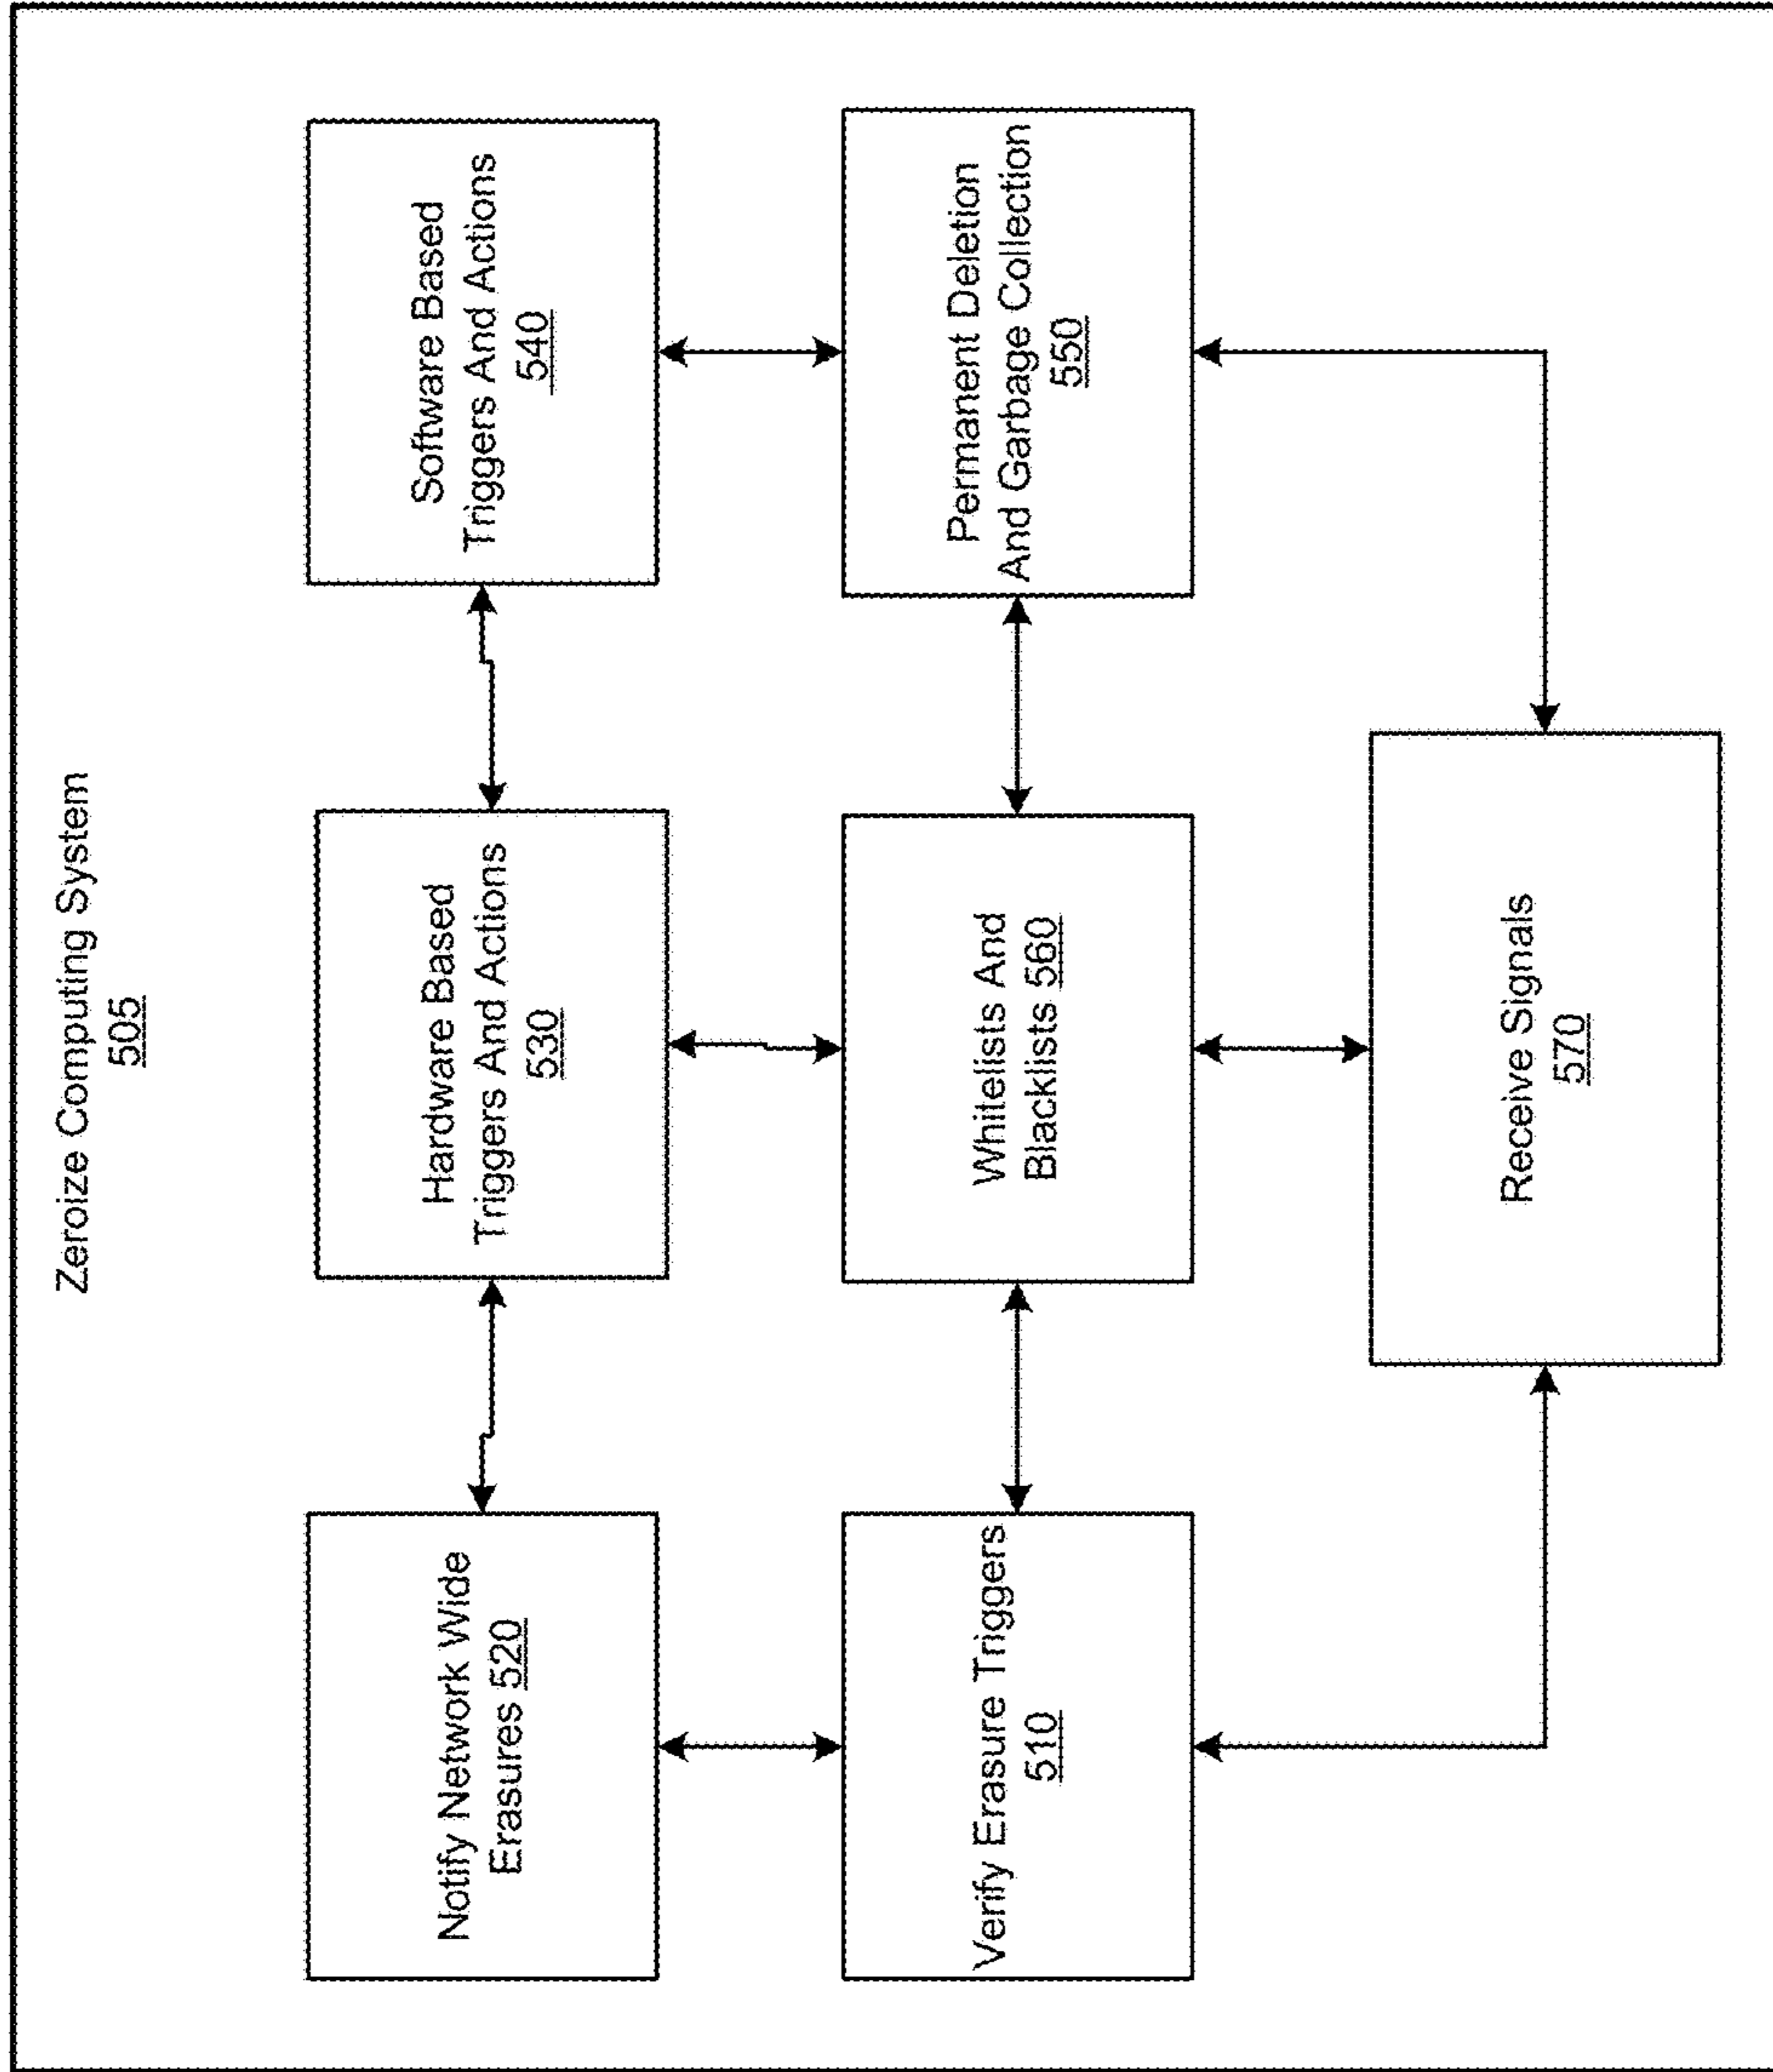 Zeroize Computing System
505
Notify Network Wide
Erasures 520
Hardware Based
Triggers And Actions
530
Software Based
Triggers And Actions
540
Verify Erasure Triggers
510
Whitelists And
Blacklists 560
Permanent Deletion
And Garbage Collection
550
Receive Signals
570